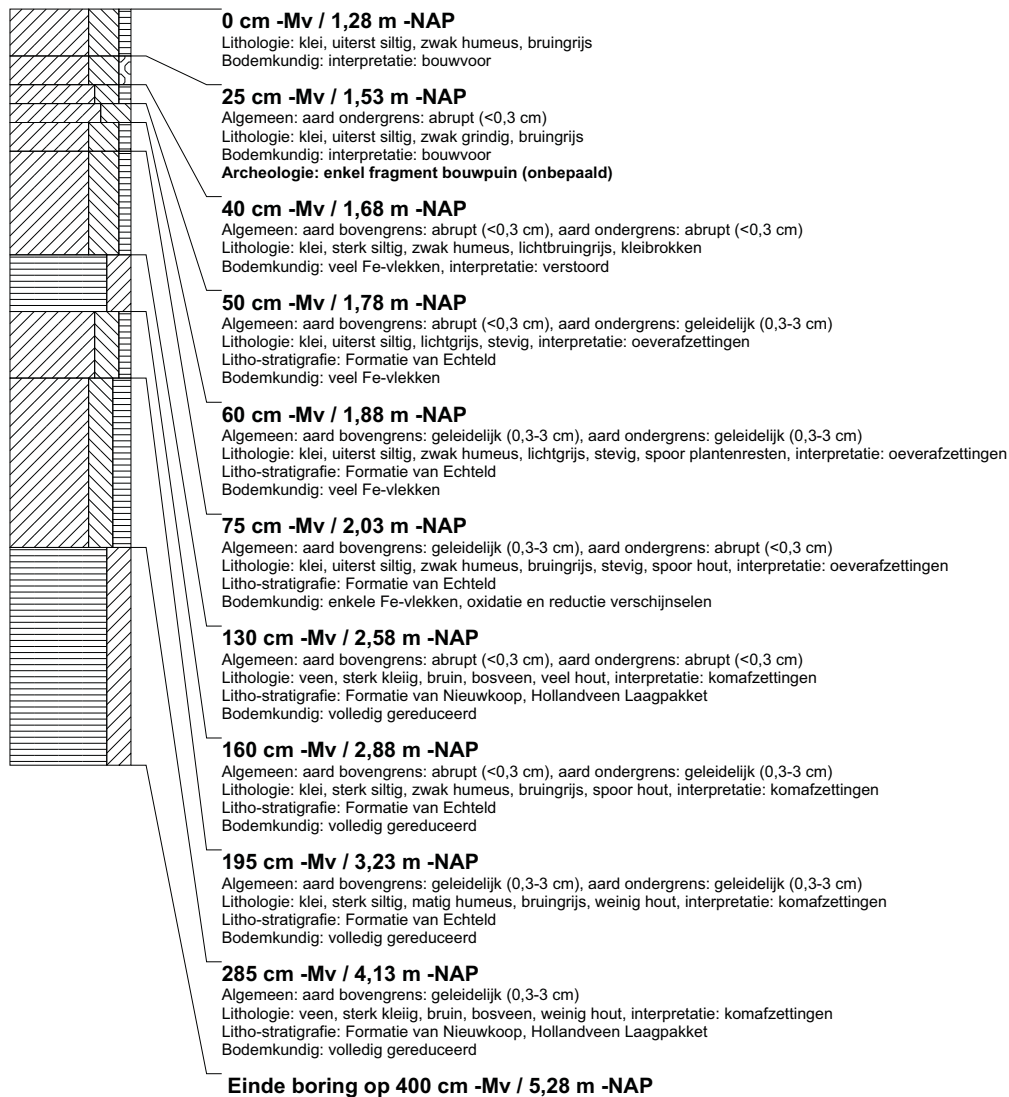 0 cm -Mv / 1,28 m -NAP
Lithologie: klei, uiterst siltig, zwak humeus, bruingrijs
Bodemkundig: interpretatie: bouwvoor
25 cm -Mv / 1,53 m -NAP
Algemeen: aard ondergrens: abrupt (<0,3 cm)
Lithologie: klei, uiterst siltig, zwak grindig, bruingrijs
Bodemkundig: interpretatie: bouwvoor
Archeologie: enkel fragment bouwpuin (onbepaald)
40 cm -Mv / 1,68 m -NAP
Algemeen: aard bovengrens: abrupt (<0,3 cm), aard ondergrens: abrupt (<0,3 cm)
Lithologie: klei, sterk siltig, zwak humeus, lichtbruingrijs, kleibrokken
Bodemkundig: veel Fe-vlekken, interpretatie: verstoord
50 cm -Mv / 1,78 m -NAP
Algemeen: aard bovengrens: abrupt (<0,3 cm), aard ondergrens: geleidelijk (0,3-3 cm)
Lithologie: klei, uiterst siltig, lichtgrijs, stevig, interpretatie: oeverafzettingen
Litho-stratigrafie: Formatie van Echteld
Bodemkundig: veel Fe-vlekken
60 cm -Mv / 1,88 m -NAP
Algemeen: aard bovengrens: geleidelijk (0,3-3 cm), aard ondergrens: geleidelijk (0,3-3 cm)
Lithologie: klei, uiterst siltig, zwak humeus, lichtgrijs, stevig, spoor plantenresten, interpretatie: oeverafzettingen
Litho-stratigrafie: Formatie van Echteld
Bodemkundig: veel Fe-vlekken
75 cm -Mv / 2,03 m -NAP
Algemeen: aard bovengrens: geleidelijk (0,3-3 cm), aard ondergrens: abrupt (<0,3 cm)
Lithologie: klei, uiterst siltig, zwak humeus, bruingrijs, stevig, spoor hout, interpretatie: oeverafzettingen
Litho-stratigrafie: Formatie van Echteld
Bodemkundig: enkele Fe-vlekken, oxidatie en reductie verschijnselen
130 cm -Mv / 2,58 m -NAP
Algemeen: aard bovengrens: abrupt (<0,3 cm), aard ondergrens: abrupt (<0,3 cm)
Lithologie: veen, sterk kleiig, bruin, bosveen, veel hout, interpretatie: komafzettingen
Litho-stratigrafie: Formatie van Nieuwkoop, Hollandveen Laagpakket
Bodemkundig: volledig gereduceerd
160 cm -Mv / 2,88 m -NAP
Algemeen: aard bovengrens: abrupt (<0,3 cm), aard ondergrens: geleidelijk (0,3-3 cm)
Lithologie: klei, sterk siltig, zwak humeus, bruingrijs, spoor hout, interpretatie: komafzettingen
Litho-stratigrafie: Formatie van Echteld
Bodemkundig: volledig gereduceerd
195 cm -Mv / 3,23 m -NAP
Algemeen: aard bovengrens: geleidelijk (0,3-3 cm), aard ondergrens: geleidelijk (0,3-3 cm)
Lithologie: klei, sterk siltig, matig humeus, bruingrijs, weinig hout, interpretatie: komafzettingen
Litho-stratigrafie: Formatie van Echteld
Bodemkundig: volledig gereduceerd
285 cm -Mv / 4,13 m -NAP
Algemeen: aard bovengrens: geleidelijk (0,3-3 cm)
Lithologie: veen, sterk kleiig, bruin, bosveen, weinig hout, interpretatie: komafzettingen
Litho-stratigrafie: Formatie van Nieuwkoop, Hollandveen Laagpakket
Bodemkundig: volledig gereduceerd
Einde boring op 400 cm -Mv / 5,28 m -NAP